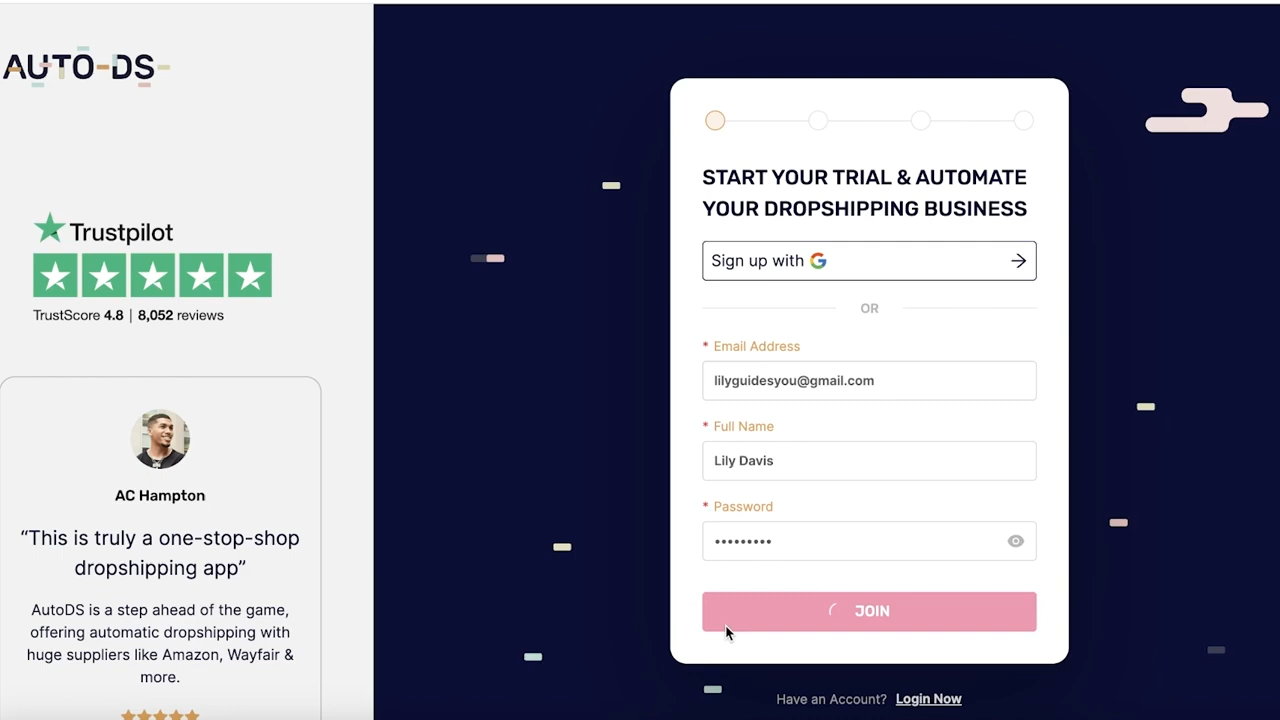 AUTO-DS
Trustpilot
TrustScore 4.8 | 8,052 reviews
AC Hampton
“This is truly a one-stop-shop
dropshipping app”
AutoDS is a step ahead of the game,
offering automatic dropshipping with
huge suppliers like Amazon, Wayfair &
more.
START YOUR TRIAL & AUTOMATE
YOUR DROPSHIPPING BUSINESS
Sign up with G
OR
* Email Address
lilyguidesyou@gmail.com
* Full Name
Lily Davis
* Password
•••••••••
JOIN
Have an Account? Login Now